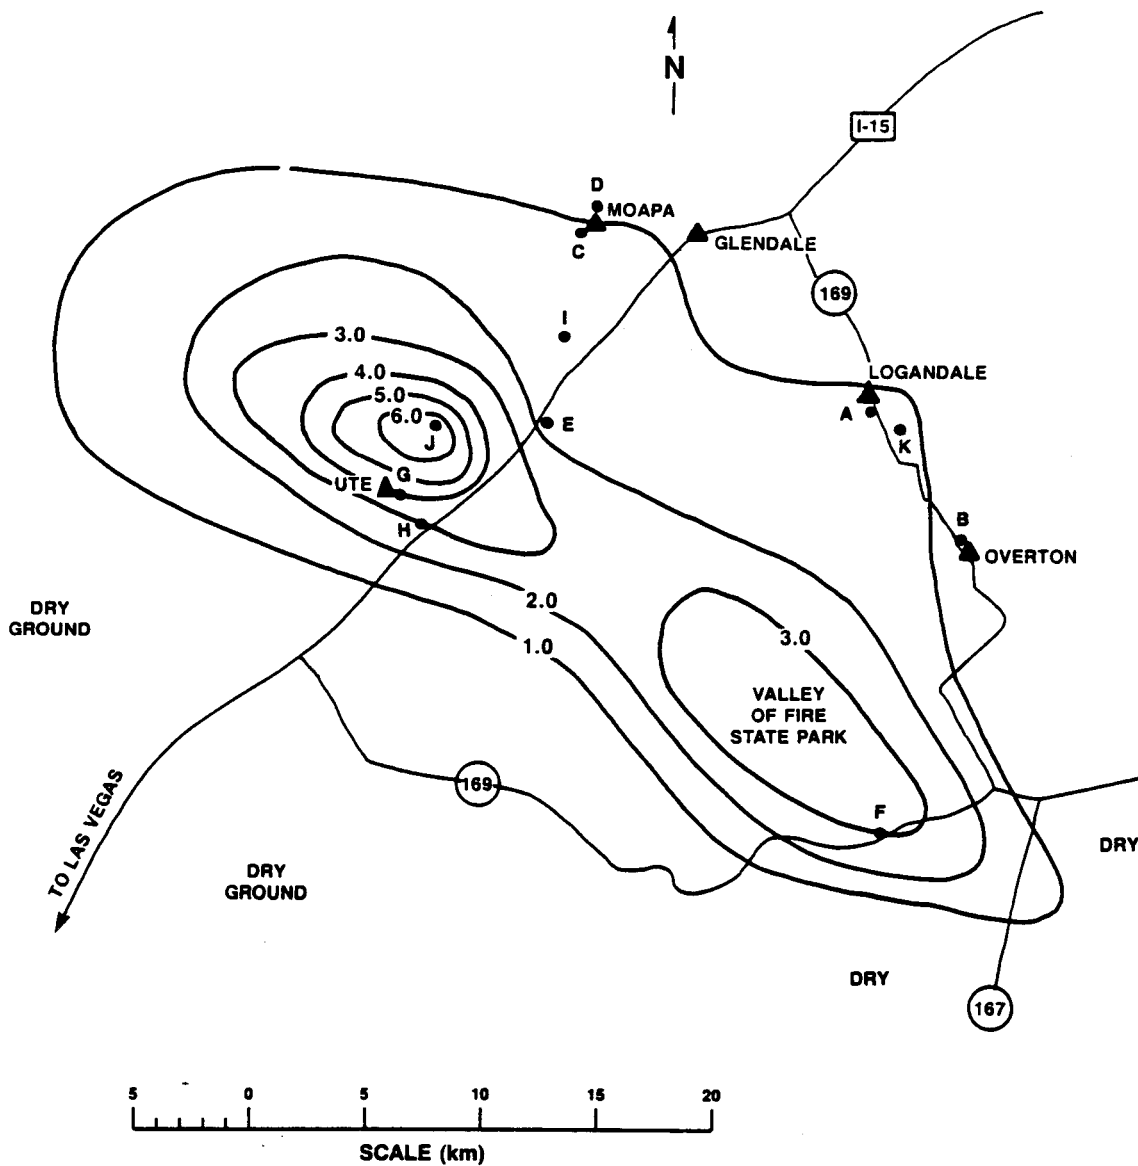 N
I-15
D
MOAPA
C
GLENDALE
169
I
3.0
LOGANDALE
4.0
5.0
6.0
A
E
J
K
G
UTE
H
B
OVERTON
DRY
GROUND
2.0
1.0
3.0
VALLEY
OF FIRE
STATE PARK
169
F
TO LAS VEGAS
DRY
DRY
GROUND
DRY
167
5 0 5 10 15 20
SCALE (km)